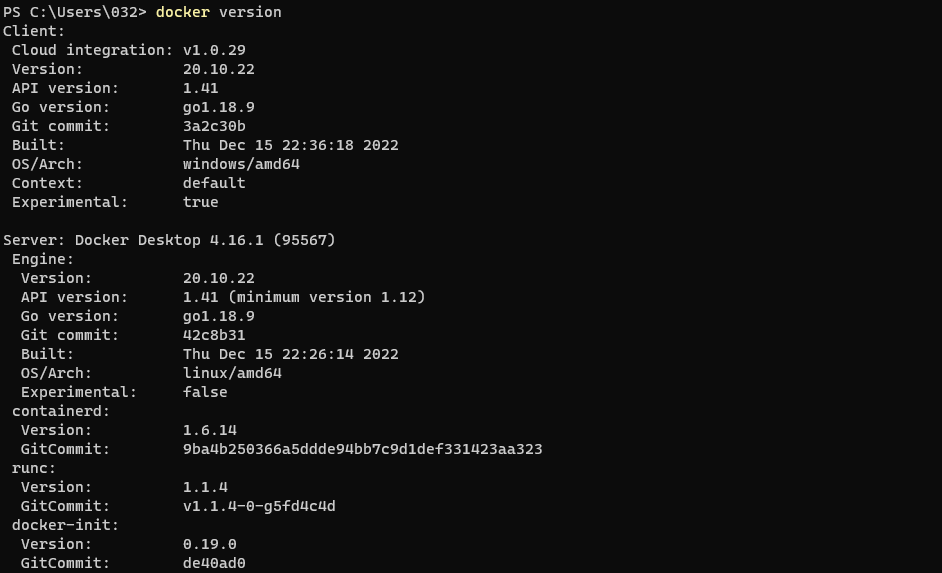 PS C:\Users\032> docker version
Client:
 Cloud integration: v1.0.29
 Version:           20.10.22
 API version:       1.41
 Go version:        go1.18.9
 Git commit:        3a2c30b
 Built:             Thu Dec 15 22:36:18 2022
 OS/Arch:           windows/amd64
 Context:           default
 Experimental:      true

Server: Docker Desktop 4.16.1 (95567)
 Engine:
  Version:          20.10.22
  API version:      1.41 (minimum version 1.12)
  Go version:       go1.18.9
  Git commit:       42c8b31
  Built:            Thu Dec 15 22:26:14 2022
  OS/Arch:          linux/amd64
  Experimental:     false
 containerd:
  Version:          1.6.14
  GitCommit:        9ba4b250366a5ddde94bb7c9d1def331423aa323
 runc:
  Version:          1.1.4
  GitCommit:        v1.1.4-0-g5fd4c4d
 docker-init:
  Version:          0.19.0
  GitCommit:        de40ad0